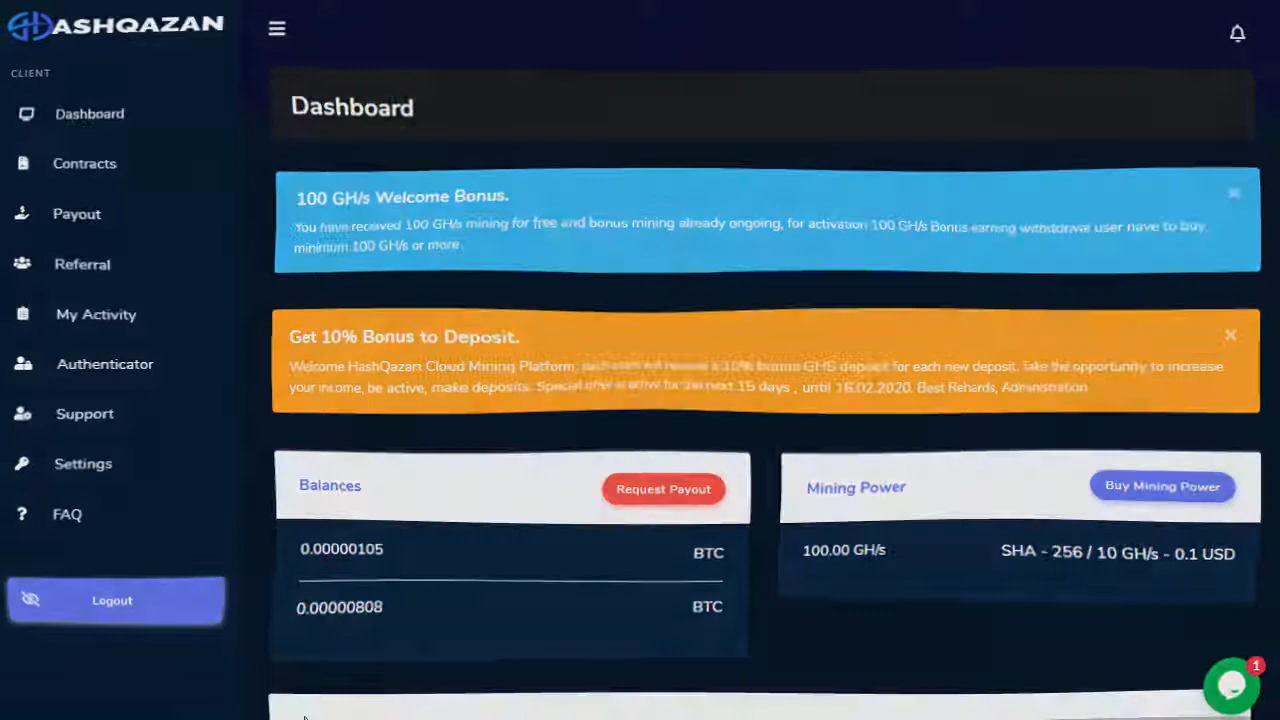 HASHQAZAN
CLIENT
Dashboard
Contracts
Payout
Referral
My Activity
Authenticator
Support
Settings
FAQ
Logout
Dashboard
100 GH/s Welcome Bonus.
You have received 100 GH/s mining for free and bonus mining already ongoing, for activation 100 GH/s Bonus earning withdrawal user have to buy
minimum 100 GH/s or more.
Get 10% Bonus to Deposit.
Welcome HashQazan Cloud Mining Platform, 10% bonus GHS deposit for each new deposit. Take the opportunity to increase
your income, be active, make deposits. Special offer is active for the next 15 days , until 16.02.2020. Best Rehards, Administration
Balances
Request Payout
0.00000105 BTC
0.00000808 BTC
Mining Power
Buy Mining Power
100.00 GH/s
SHA - 256 / 10 GH/s - 0.1 USD
1